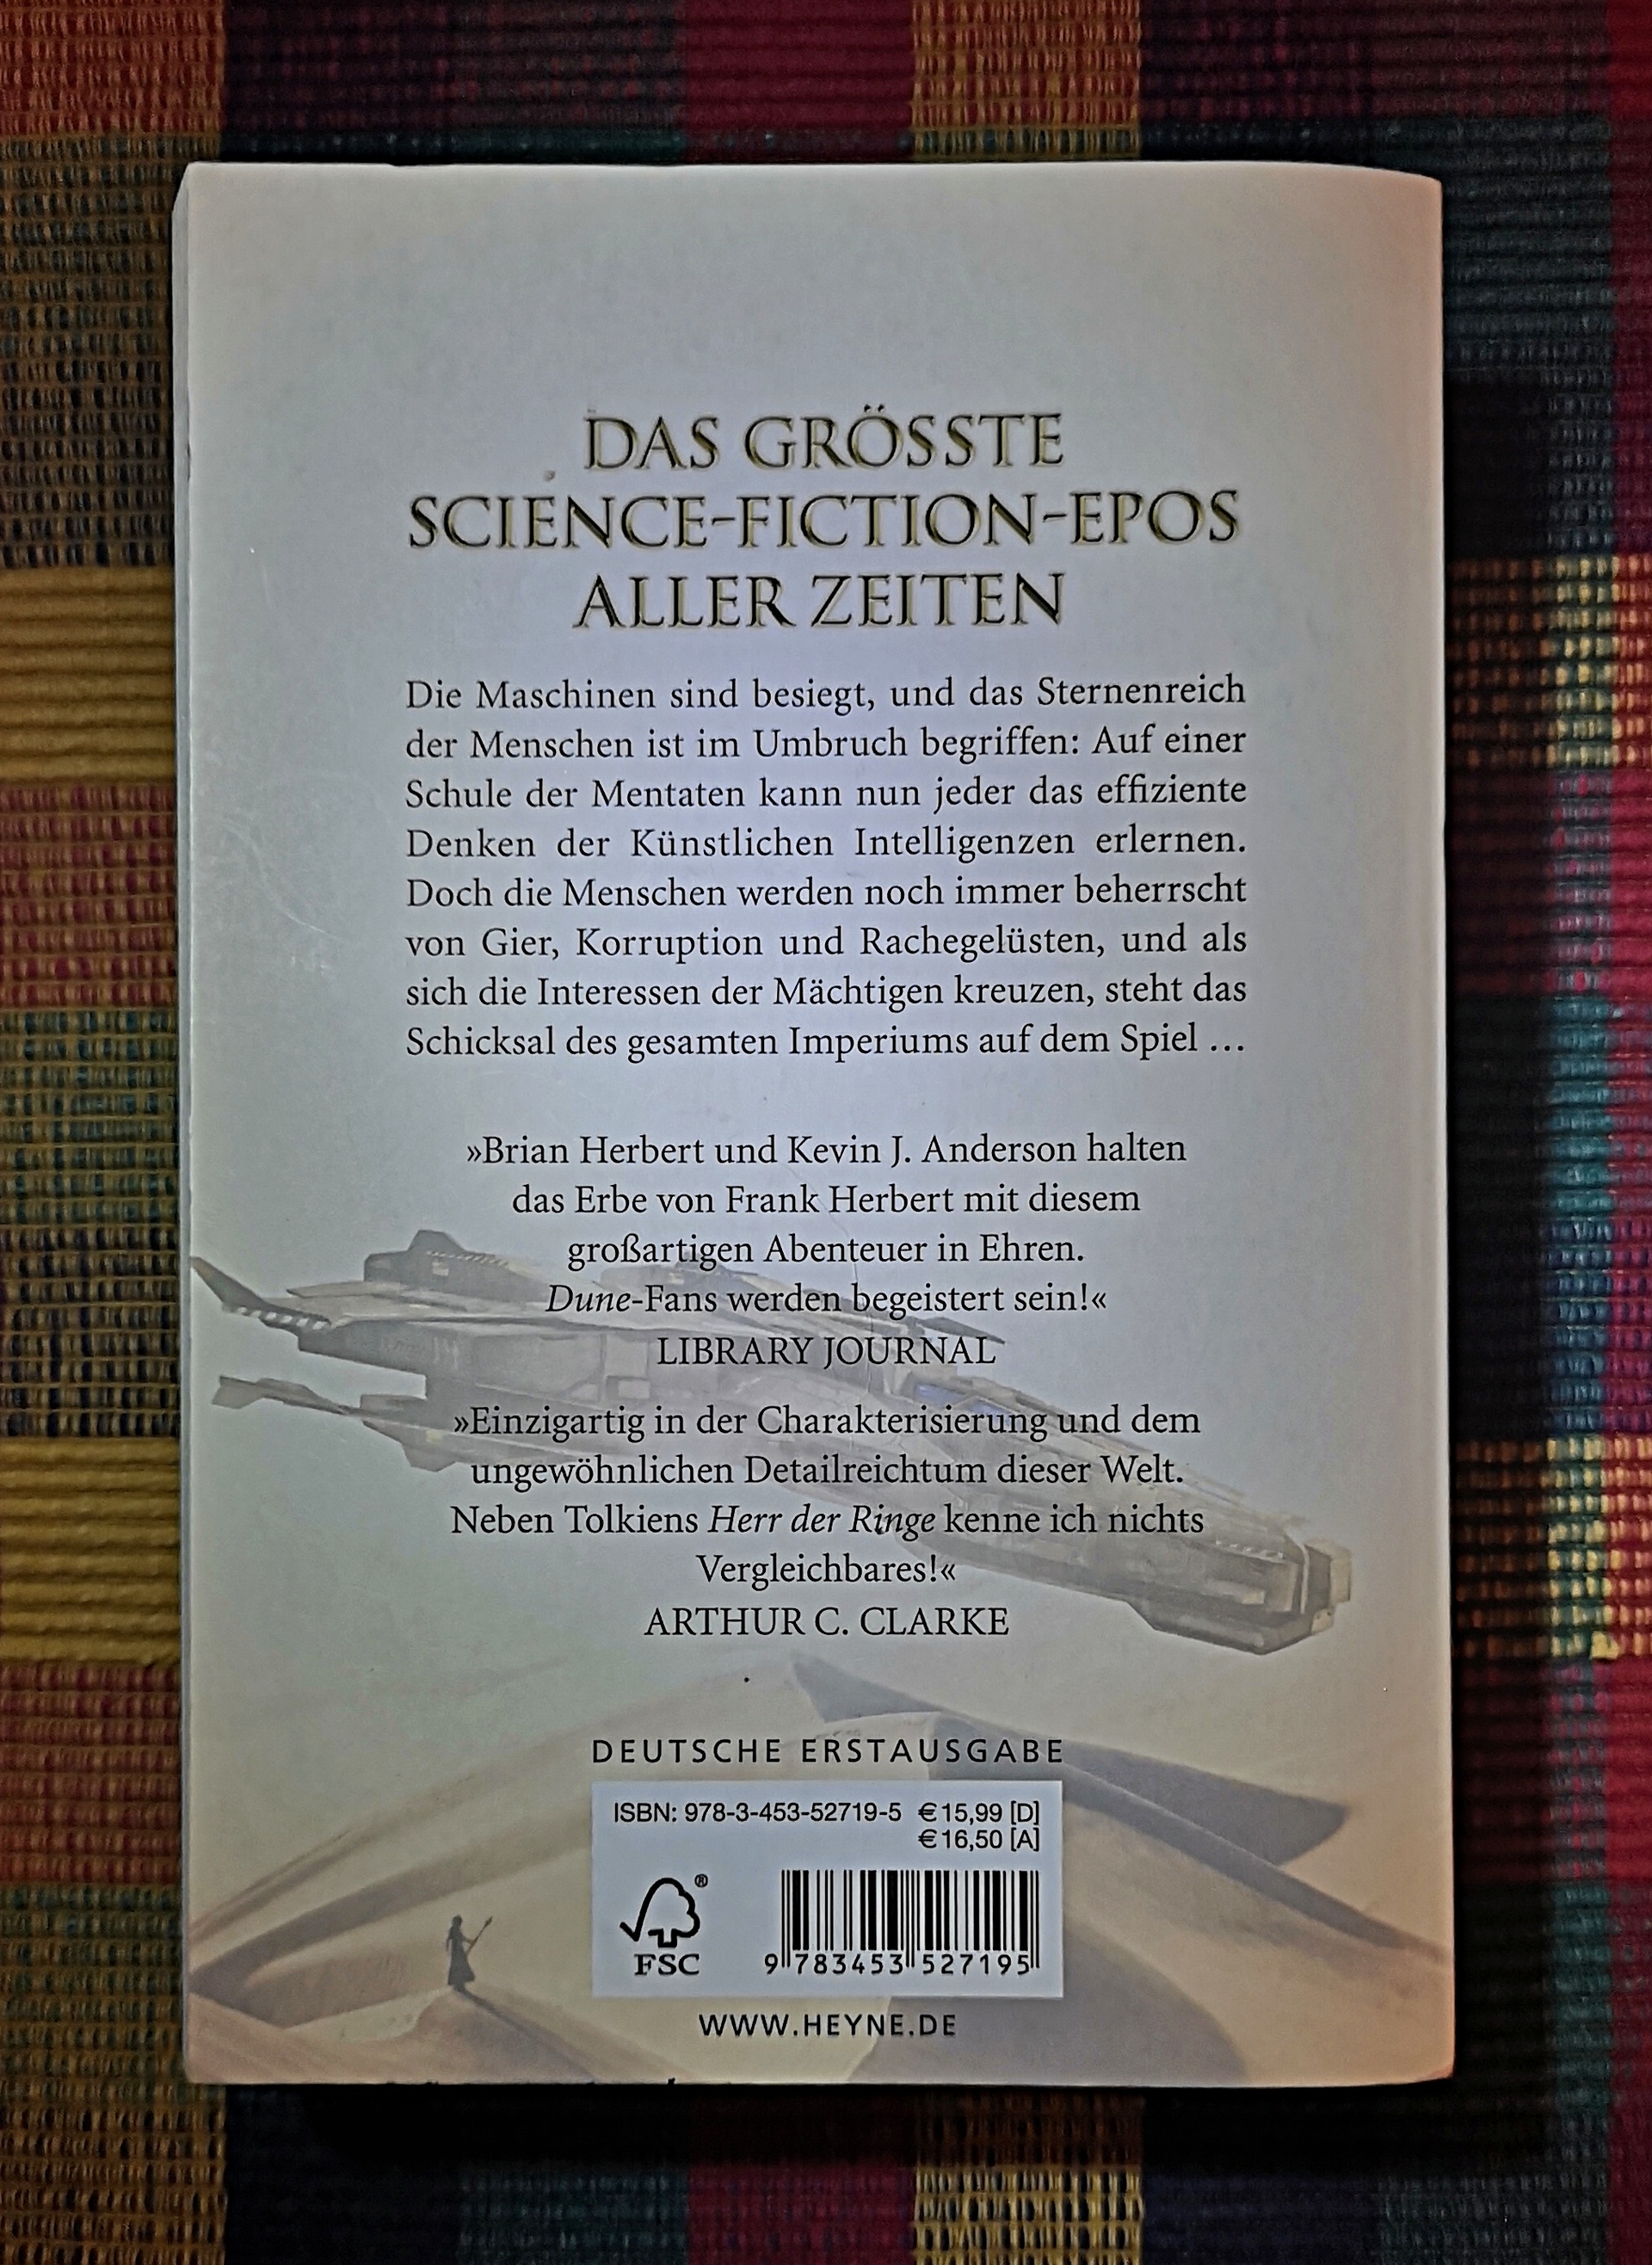 DAS GRÖSSTE
SCIENCE-FICTION-EPOS
ALLER ZEITEN
Die Maschinen sind besiegt, und das Sternenreich
der Menschen ist im Umbruch begriffen: Auf einer
Schule der Mentaten kann nun jeder das effiziente
Denken der Künstlichen Intelligenzen erlernen.
Doch die Menschen werden noch immer beherrscht
von Gier, Korruption und Rachegelüsten, und als
sich die Interessen der Mächtigen kreuzen, steht das
Schicksal des gesamten Imperiums auf dem Spiel …
»Brian Herbert und Kevin J. Anderson halten
das Erbe von Frank Herbert mit diesem
großartigen Abenteuer in Ehren.
Dune-Fans werden begeistert sein!«
LIBRARY JOURNAL
»Einzigartig in der Charakterisierung und dem
ungewöhnlichen Detailreichtum dieser Welt.
Neben Tolkiens Herr der Ringe kenne ich nichts
Vergleichbares!«
ARTHUR C. CLARKE
DEUTSCHE ERSTAUSGABE
ISBN: 978-3-453-52719-5 €15,99 [D]
€16,50 [A]
®
FSC
9 783453 527195
WWW.HEYNE.DE